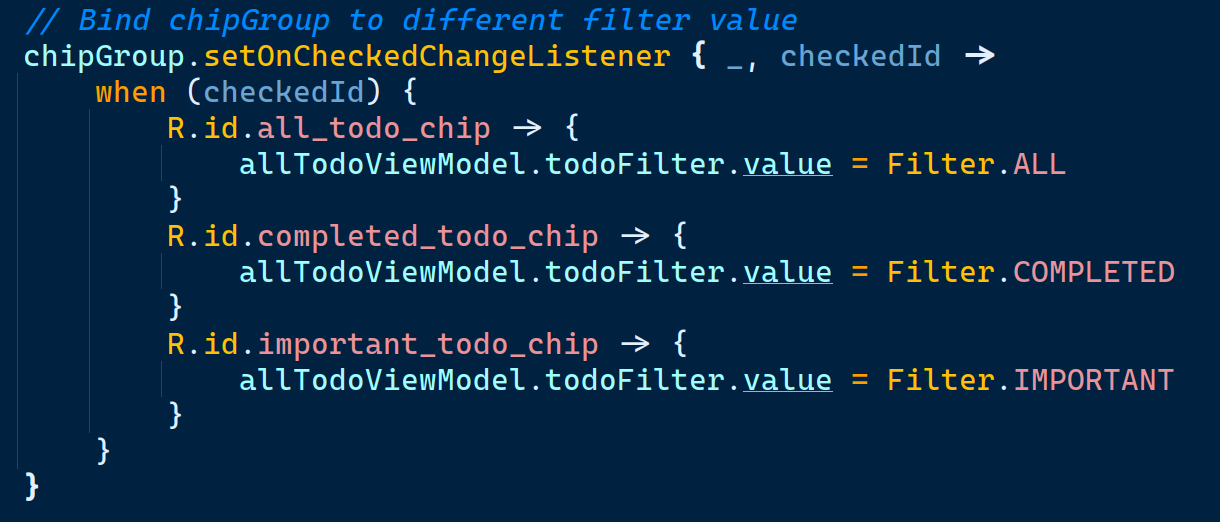 // Bind chipGroup to different filter value
chipGroup.setOnCheckedChangeListener { _, checkedId ->
when (checkedId) {
R.id.all_todo_chip -> {
allTodoViewModel.todoFilter.value = Filter.ALL
}
R.id.completed_todo_chip -> {
allTodoViewModel.todoFilter.value = Filter.COMPLETED
}
R.id.important_todo_chip -> {
allTodoViewModel.todoFilter.value = Filter.IMPORTANT
}
}
}